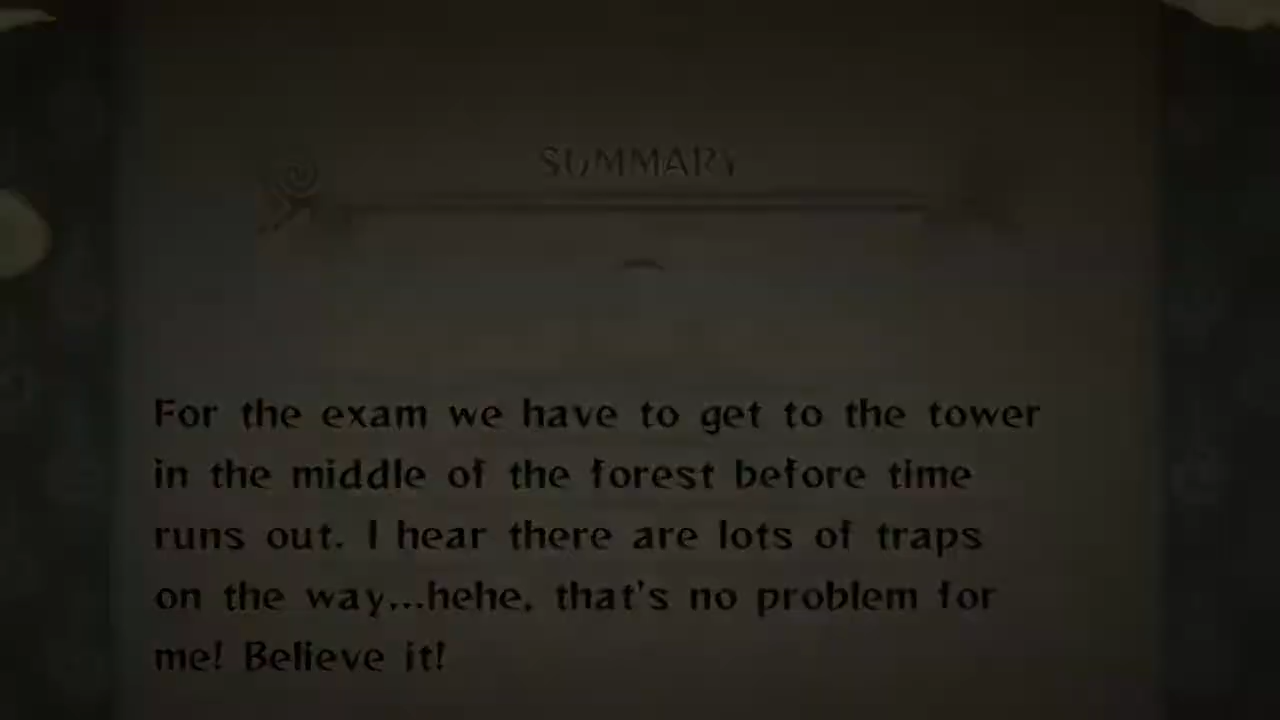 SUMMARY
For the exam we have to get to the tower
in the middle of the forest before time
runs out. I hear there are lots of traps
on the way...hehe, that's no problem for
me! Believe it!